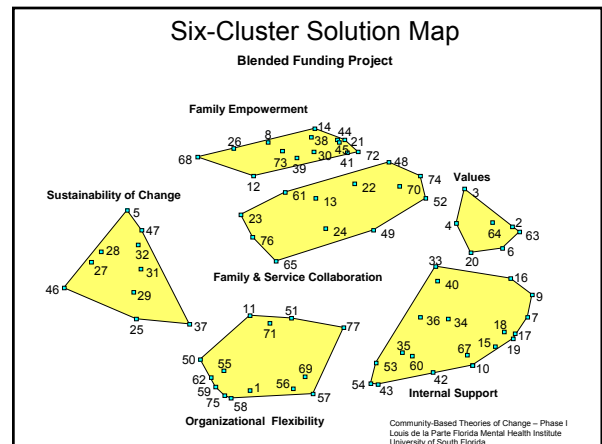 Six-Cluster Solution Map
Blended Funding Project
Family Empowerment
14
8 38 44
26 45 21
68 73 30 41 72 48
39
12 74
Sustainability of Change 61 13 22 70 52
Values
3
5
47
23
4 2
64 63
28 32 76 24 49
27 31 65 20 6
Family & Service Collaboration
33
46 29 40 16
9
25 37
11 51
71 77
36 34 18 7
17
50 35 15 19
55 69 53 60 67 10
62
59 1 56 54 43 42
75 58 57
Internal Support
Organizational Flexibility
Community-Based Theories of Change – Phase I
Louis de la Parte Florida Mental Health Institute
University of South Florida